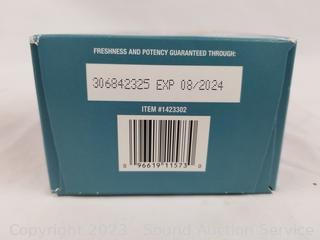 FRESHNESS AND POTENCY GUARANTEED THROUGH:
306842325 EXP 08/2024
ITEM #1423302
0 96619 11573 0
Copyright 2023 - Sound Auction Service